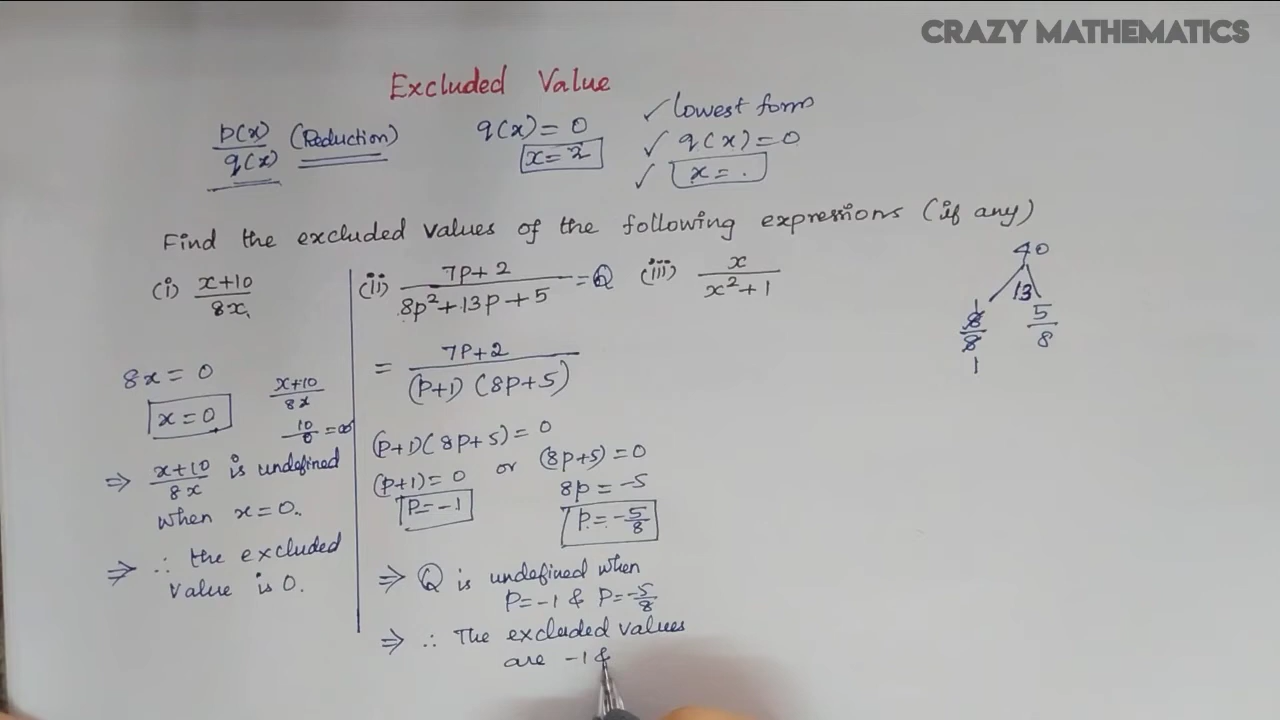 CRAZY MATHEMATICS
Excluded Value
p(x)/q(x) (Reduction)
q(x) = 0
x = 2
✓ lowest form
✓ q(x) = 0
✓ x = .
Find the excluded values of the following expressions (if any)
(i) x+10/8x
8x = 0
x = 0
x+10/8x
10/0 = ∞
⇒ x+10/8x is undefined
when x = 0.
⇒ ∴ the excluded
value is 0.
(ii) 7p+2/8p²+13p+5 = Q
= 7p+2/(p+1)(8p+5)
(p+1)(8p+5) = 0
(p+1) = 0 or (8p+5) = 0
p = -1
8p = -5
p = -5/8
⇒ Q is undefined when
p = -1 & p = -5/8
⇒ ∴ The excluded values
are -1 &
(iii) x/x²+1
40
13
8/8 5/8
1 
1